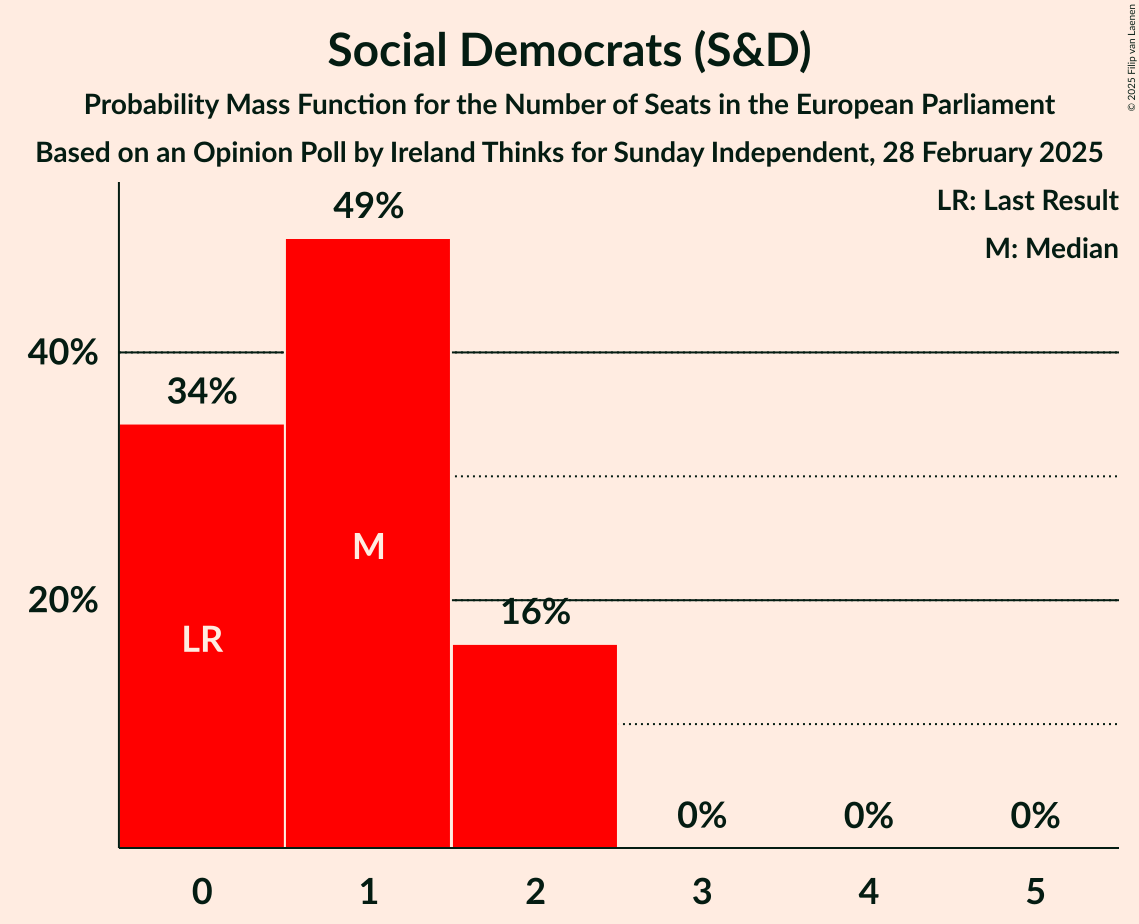 Social Democrats (S&D)
Probability Mass Function for the Number of Seats in the European Parliament
Based on an Opinion Poll by Ireland Thinks for Sunday Independent, 28 February 2025
© 2025 Filip van Laenen
LR: Last Result
M: Median
49%
40%
34%
M
20%
16%
LR
0% 0% 0%
0 1 2 3 4 5